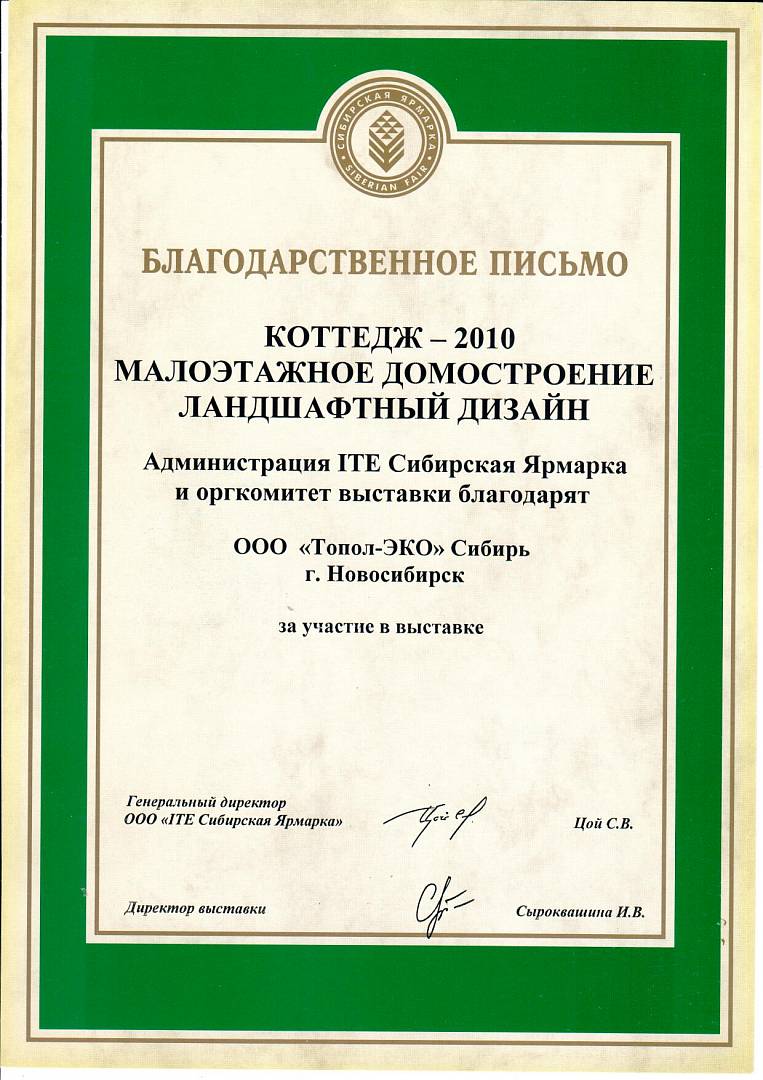 СИБИРСКАЯ ЯРМАРКА
SIBERIAN FAIR
БЛАГОДАРСТВЕННОЕ ПИСЬМО
КОТТЕДЖ – 2010
МАЛОЭТАЖНОЕ ДОМОСТРОЕНИЕ
ЛАНДШАФТНЫЙ ДИЗАЙН
Администрация ITE Сибирская Ярмарка
и оргкомитет выставки благодарят
ООО «Топол-ЭКО» Сибирь
г. Новосибирск
за участие в выставке
Генеральный директор
ООО «ITE Сибирская Ярмарка»
Цой С.В.
Директор выставки
Сыроквашина И.В.